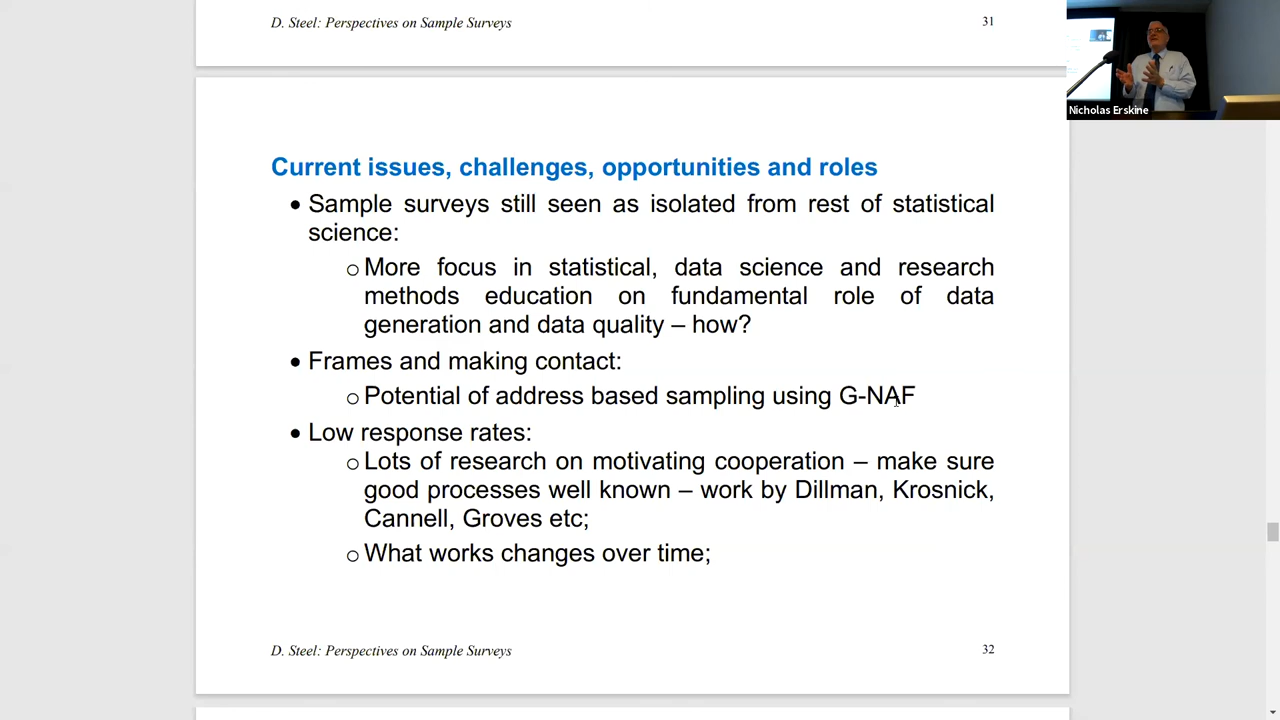 D. Steel: Perspectives on Sample Surveys
31
Nicholas Erskine
Current issues, challenges, opportunities and roles
• Sample surveys still seen as isolated from rest of statistical
science:
o More focus in statistical, data science and research
methods education on fundamental role of data
generation and data quality – how?
• Frames and making contact:
o Potential of address based sampling using G-NAF
• Low response rates:
o Lots of research on motivating cooperation – make sure
good processes well known – work by Dillman, Krosnick,
Cannell, Groves etc;
o What works changes over time;
D. Steel: Perspectives on Sample Surveys
32